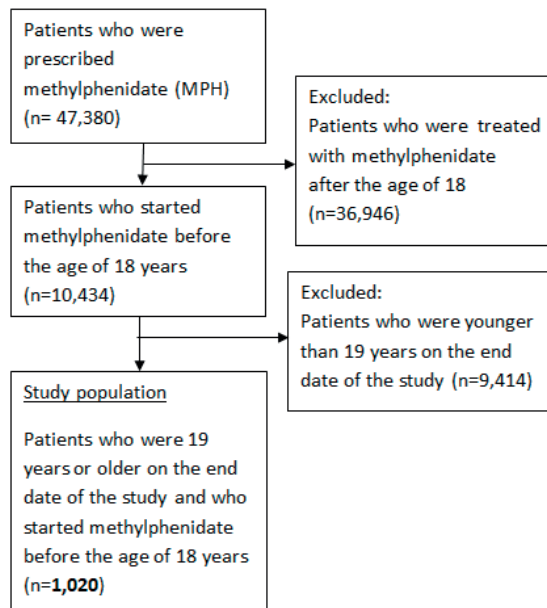 Patients who were
prescribed
methylphenidate (MPH)
(n= 47,380)
Excluded:
Patients who were treated
with methylphenidate
after the age of 18
(n=36,946)
Patients who started
methylphenidate before
the age of 18 years
(n=10,434)
Excluded:
Patients who were younger
than 19 years on the end
date of the study (n=9,414)
Study population
Patients who were 19
years or older on the end
date of the study and who
started methylphenidate
before the age of 18 years
(n=1,020)